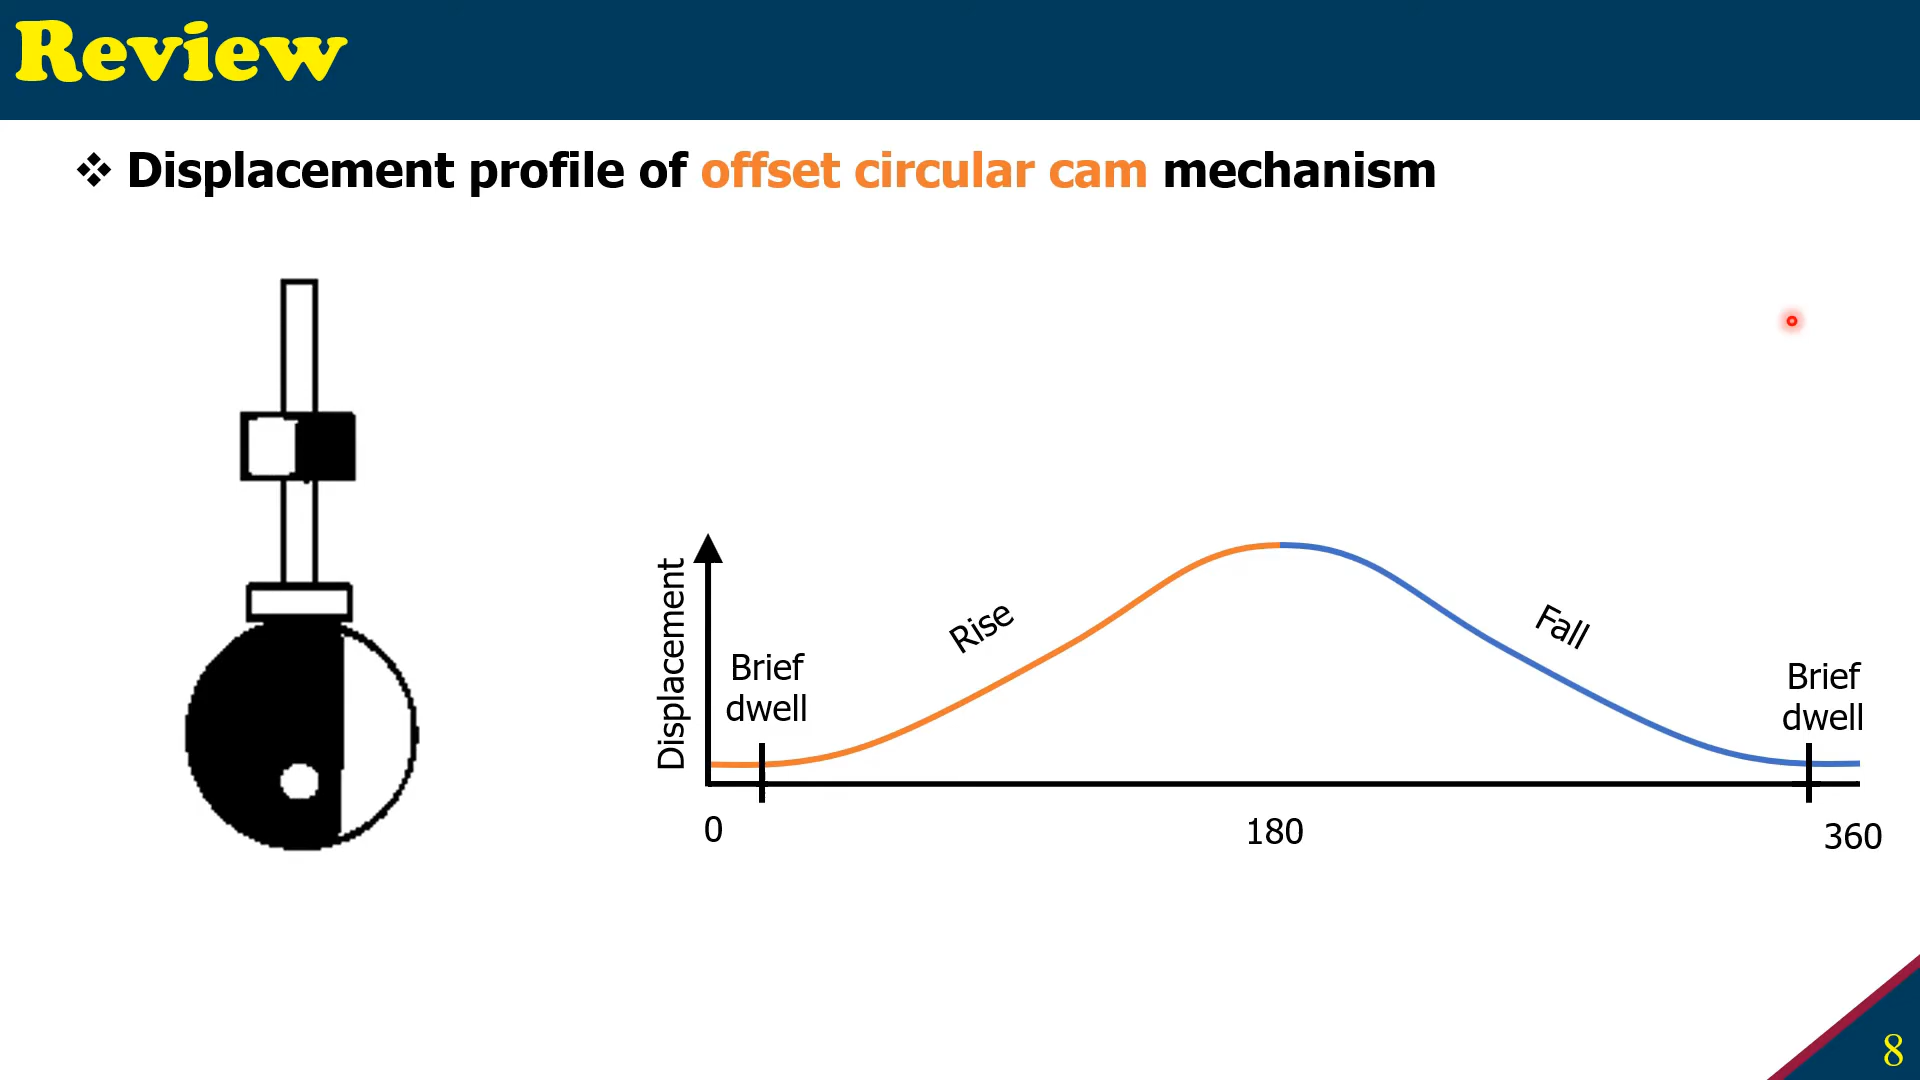 Review
❖ Displacement profile of offset circular cam mechanism
Displacement
Brief
dwell
Rise
Fall
Brief
dwell
0
180
360
8